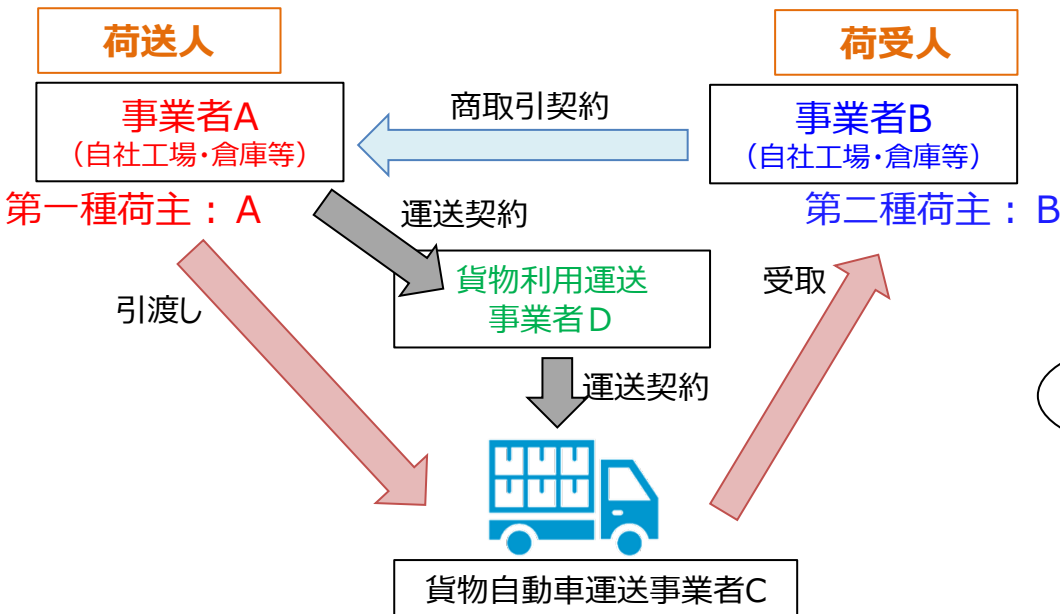 荷送人
荷受人
事業者A
（自社工場・倉庫等）
商取引契約
事業者B
（自社工場・倉庫等）
第一種荷主：A
運送契約
第二種荷主：B
貨物利用運送
事業者D
引渡し
受取
運送契約
貨物自動車運送事業者C